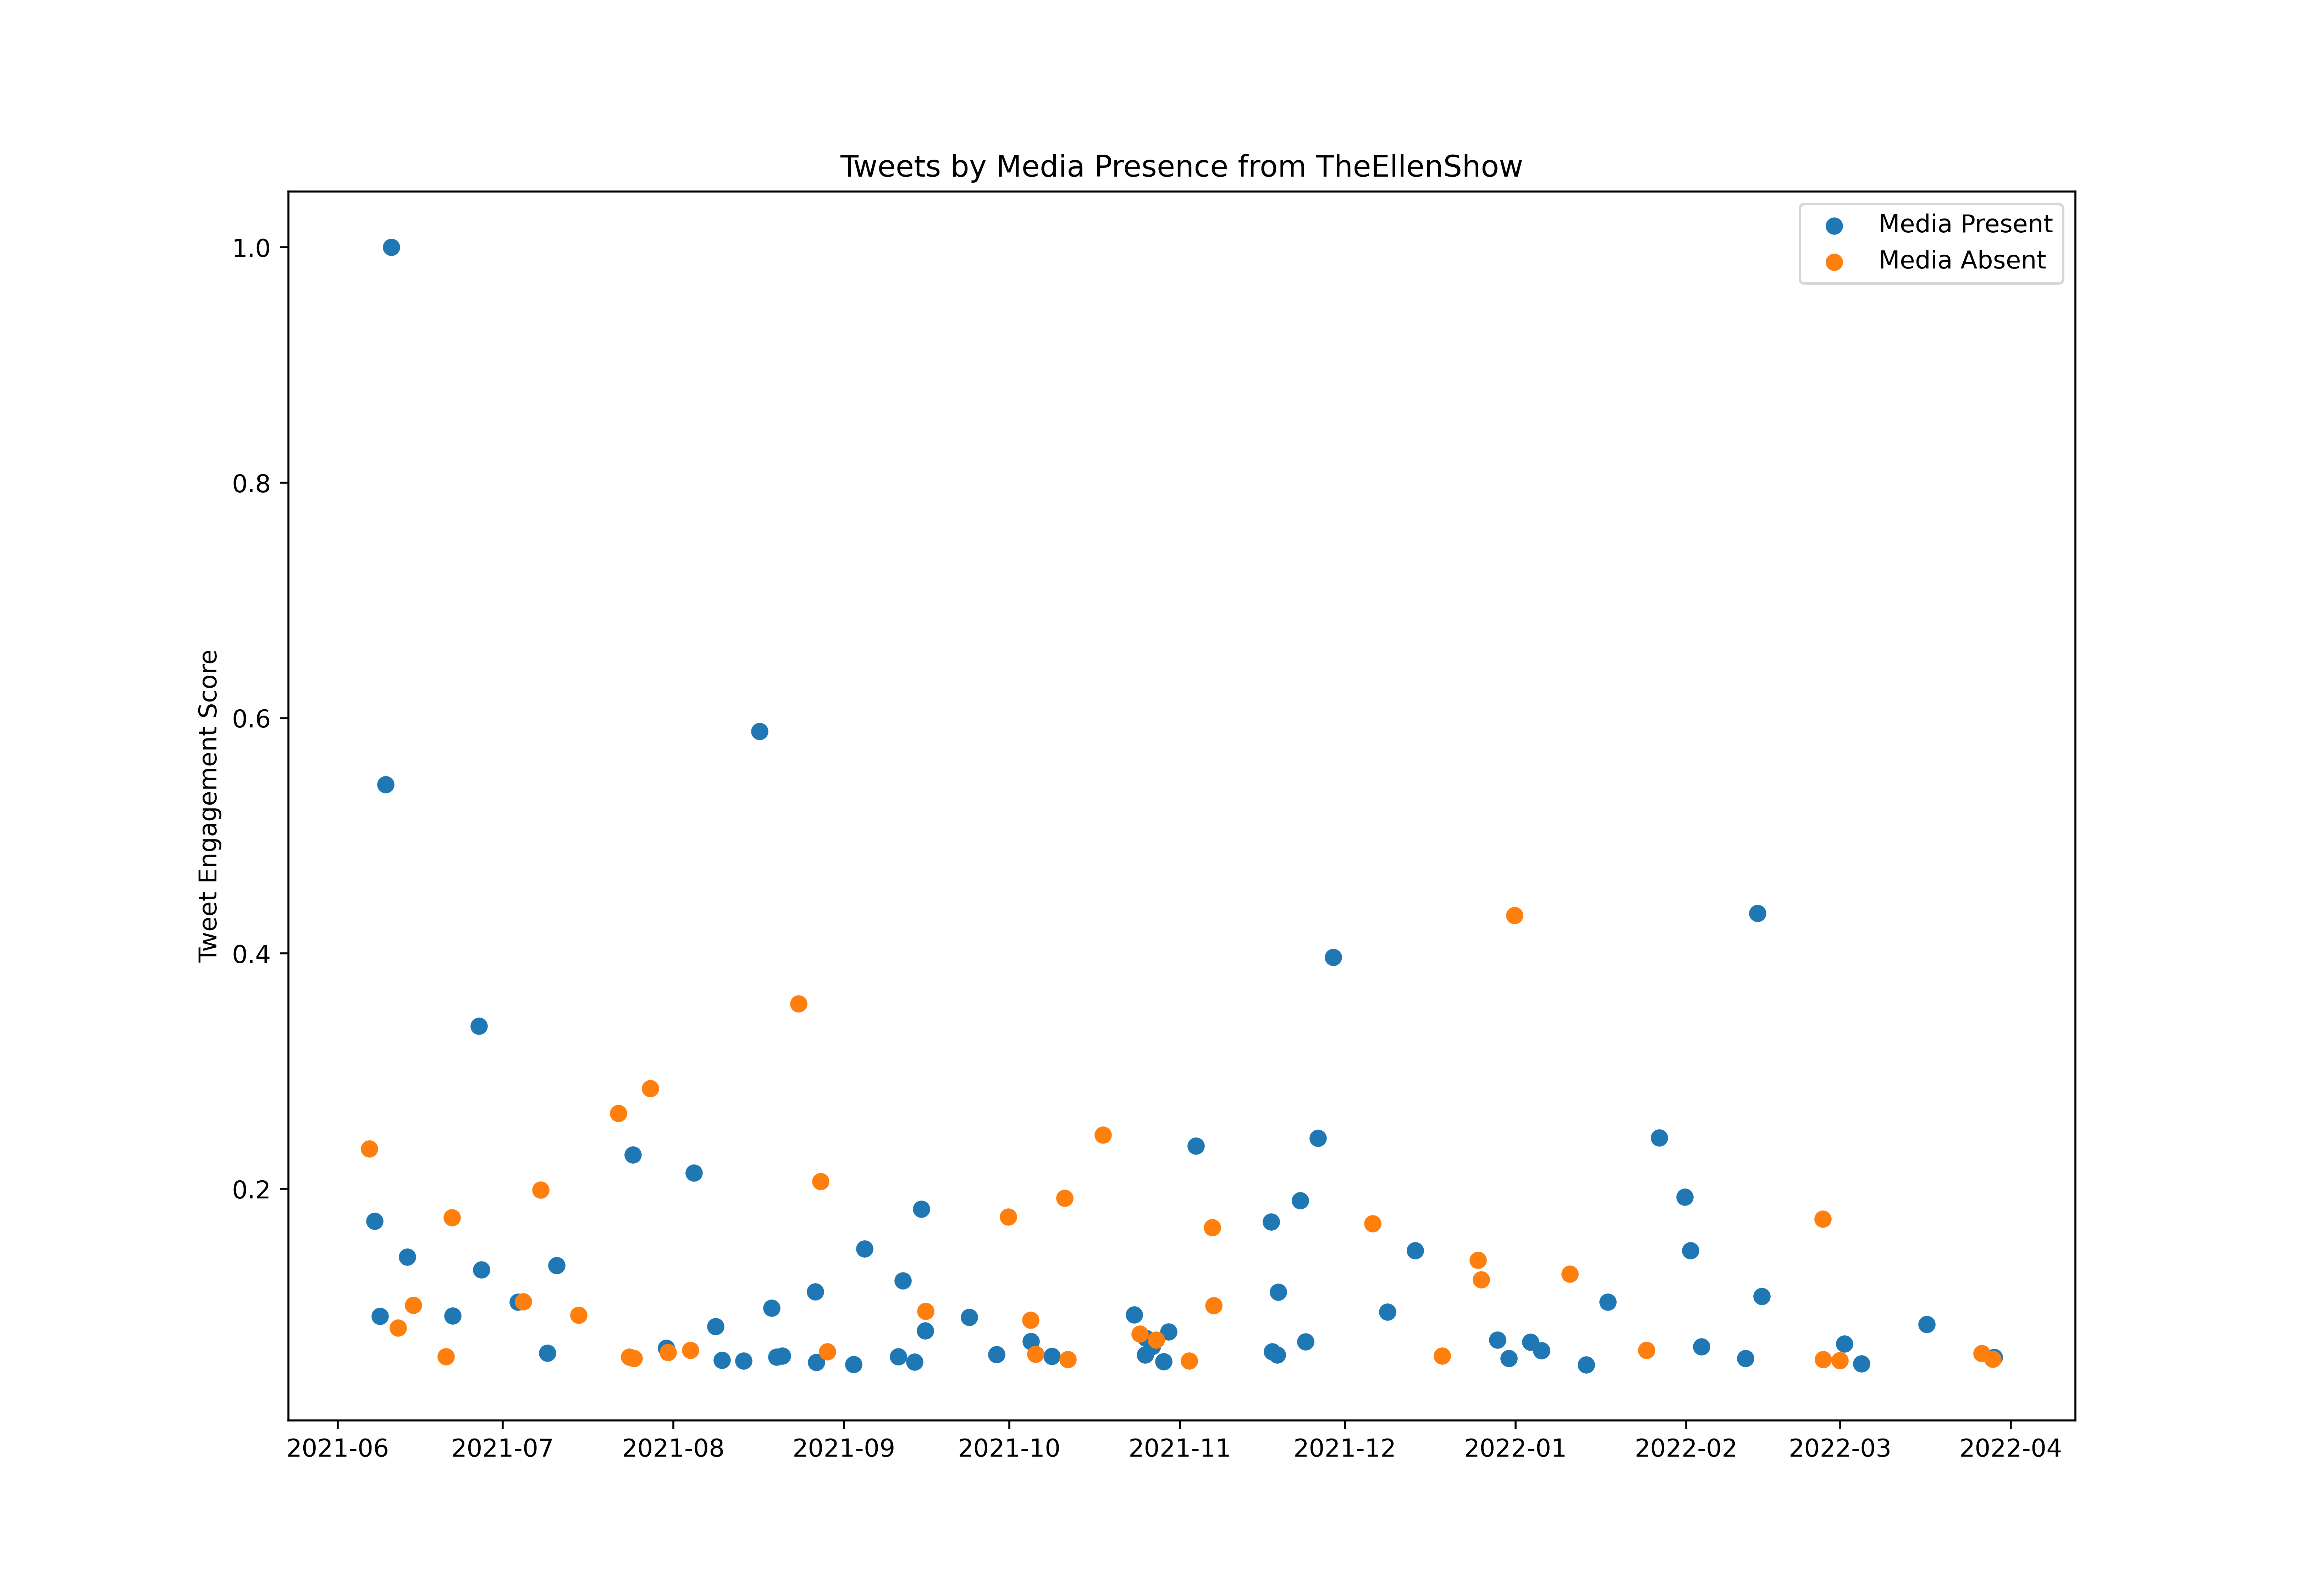 Tweets by Media Presence from TheEllenShow
Media Present
Media Absent
1.0
0.8
0.6
0.4
0.2
Tweet Engagement Score
2021-06 2021-07 2021-08 2021-09 2021-10 2021-11 2021-12 2022-01 2022-02 2022-03 2022-04